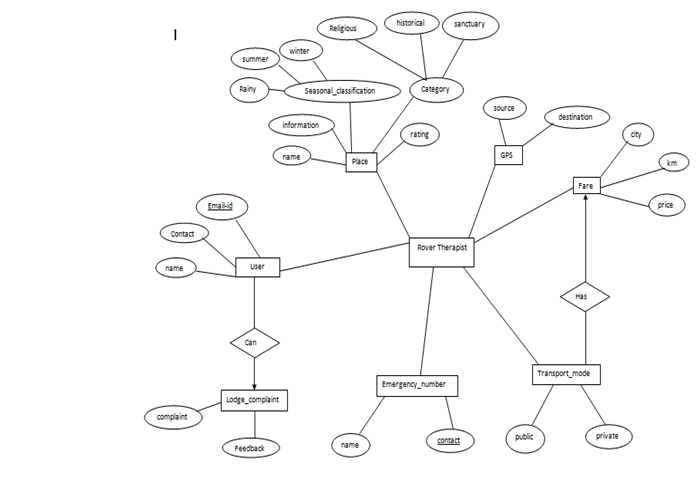 Religious
historical
sanctuary
winter
summer
Rainy
Seasonal_classification
Category
source
destination
information
rating
city
name
Place
GPS
km
Fare
price
Email-id
Contact
Rover Therapist
name
User
Has
Can
Transport_mode
Emergency_number
Lodge_complaint
complaint
public
private
name
contact
Feedback